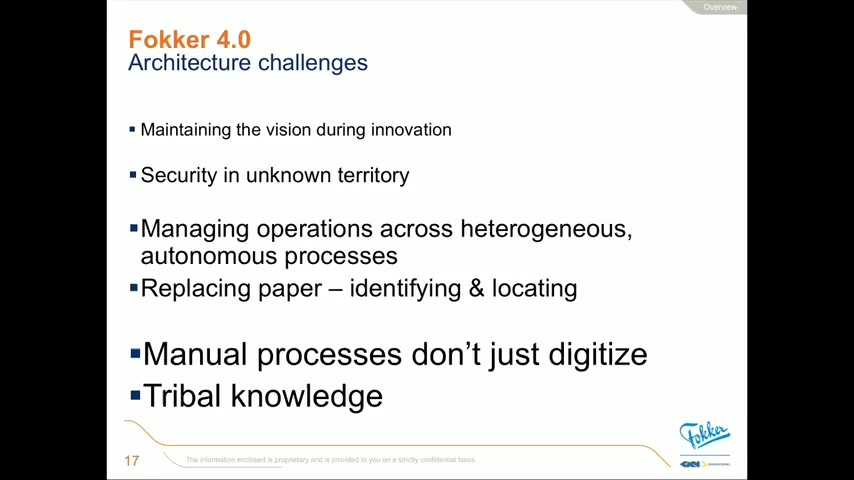 Overview
Fokker 4.0
Architecture challenges
▪Maintaining the vision during innovation
▪Security in unknown territory
▪Managing operations across heterogeneous,
autonomous processes
▪Replacing paper – identifying & locating
▪Manual processes don’t just digitize
▪Tribal knowledge
Fokker
17
The information enclosed is proprietary and is provided to you on a strictly confidential basis
GKN